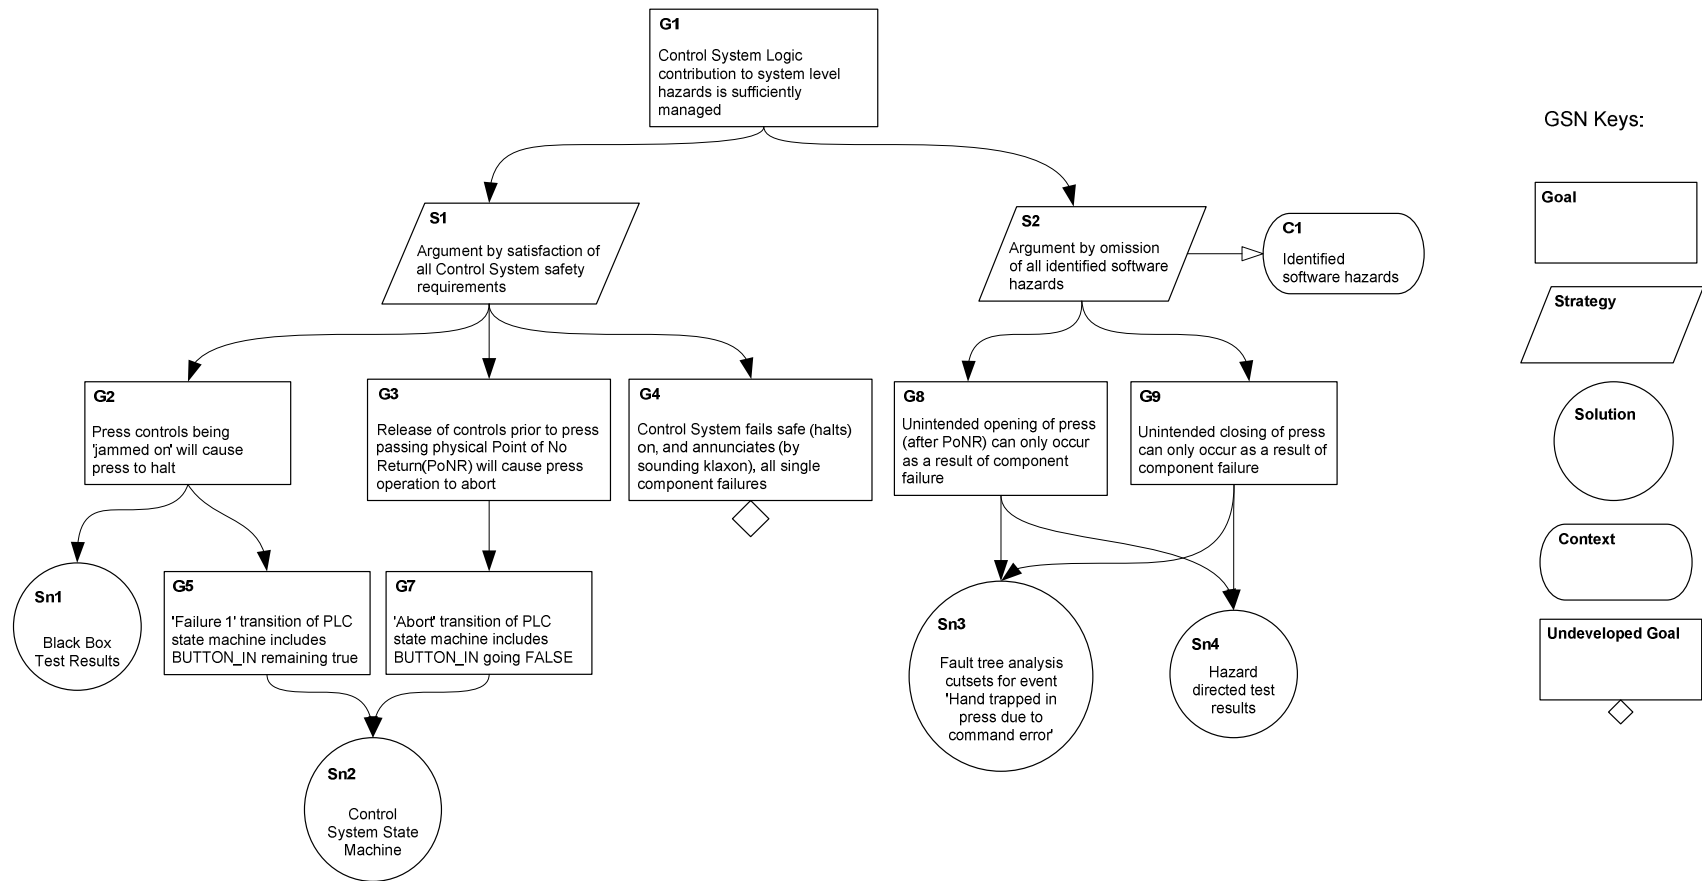 G1
Control System Logic
contribution to system level
hazards is sufficiently
managed
GSN Keys:
Goal
S1
Argument by satisfaction of
all Control System safety
requirements
S2
Argument by omission
of all identified software
hazards
C1
Identified
software hazards
Strategy
G2
Press controls being
'jammed on' will cause
press to halt
G3
Release of controls prior to press
passing physical Point of No
Return(PoNR) will cause press
operation to abort
G4
Control System fails safe (halts)
on, and annunciates (by
sounding klaxon), all single
component failures
G8
Unintended opening of press
(after PoNR) can only occur
as a result of component
failure
G9
Unintended closing of press
can only occur as a result of
component failure
Solution
Context
Sn1
Black Box
Test Results
G5
'Failure 1' transition of PLC
state machine includes
BUTTON_IN remaining true
G7
'Abort' transition of PLC
state machine includes
BUTTON_IN going FALSE
Sn3
Fault tree analysis
cutsets for event
'Hand trapped in
press due to
command error'
Sn4
Hazard
directed test
results
Undeveloped Goal
Sn2
Control
System State
Machine